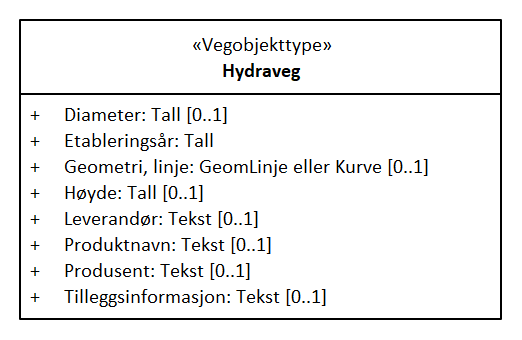 «Vegobjekttype»
Hydraveg
+ Diameter: Tall [0..1]
+ Etableringsår: Tall
+ Geometri, linje: GeomLinje eller Kurve [0..1]
+ Høyde: Tall [0..1]
+ Leverandør: Tekst [0..1]
+ Produktnavn: Tekst [0..1]
+ Produsent: Tekst [0..1]
+ Tilleggsinformasjon: Tekst [0..1]